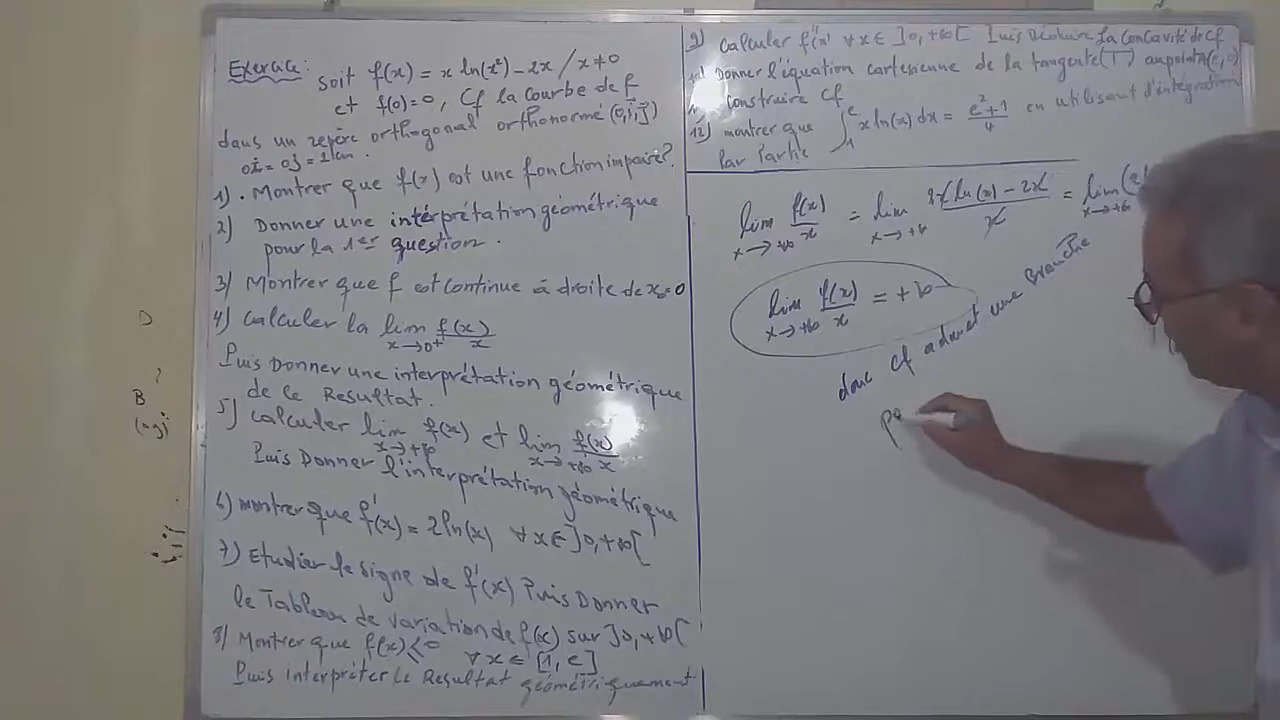 Exercice: soit f(x) = x ln(x²) - 2x / x ≠ 0
et f(0)=0, Cf la courbe de f
dans un repère orthogonal orthonormé (0,i,j)
oi = oj = 1cm.
1). Montrer que f(x) est une fonction impaire?
2) Donner une intérprétation géométrique
pour la 1er question.
3) Montrer que f est continue à droite de x₀=0
4) calculer la lim f(x)/x
x→0+
Puis Donner une interprétation géométrique
de le Resultat.
5) calculer lim f(x) et lim f(x)/x
x→+∞ x→+∞
Puis Donner l'interprétation géométrique
6) montrer que f'(x) = 2ln(x) ∀x∈]0,+∞[
7) Etudier le signe de f'(x) Puis Donner
le Tableau de variation de f(x) sur ]0,+∞[
8) Montrer que f(x) ≤ 0 ∀x∈[1,e]
Puis interpréter le Resultat géométriquement
9) Calculer f''(x) ∀x∈]0,+∞[ Puis Déduire la concavité de Cf
Donner l'équation cartesienne de la tangente (T) au point (e,0)
construire Cf
12) montrer que ∫₁ᵉ x ln(x) dx = (e²+1)/4 en utilisant d'intégration
Par Partie
lim f(x)/x = lim (2x ln(x) - 2x)/x = lim
x→+∞ x→+∞ x→+∞
lim f(x)/x = +∞
x→+∞
donc Cf admet une Branche
D
?
B